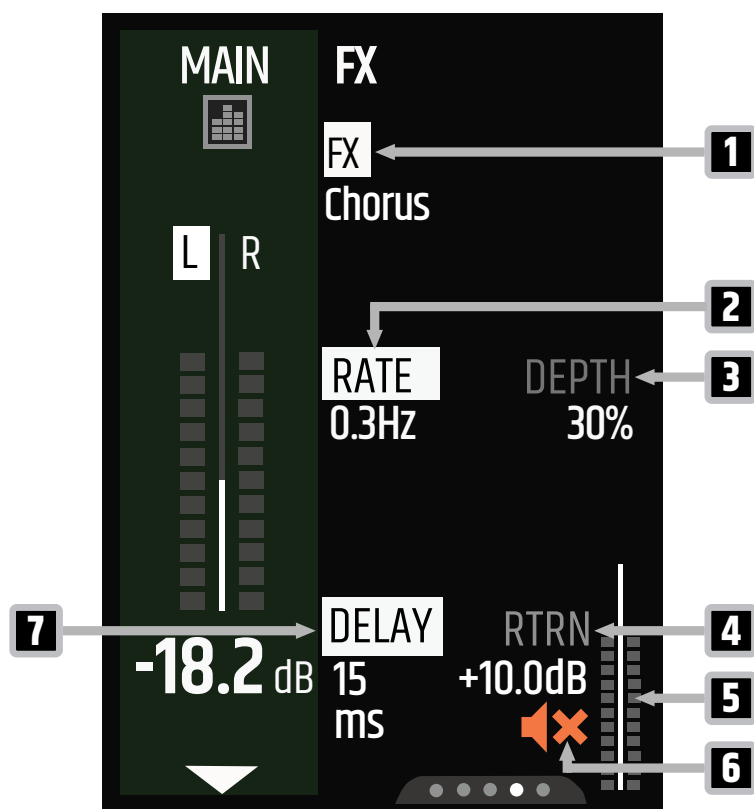 MAIN
FX
FX
1
Chorus
L R
2
RATE
DEPTH
3
0.3Hz
30%
7
DELAY
RTRN
4
-18.2 dB
15
ms
+10.0dB
5
6